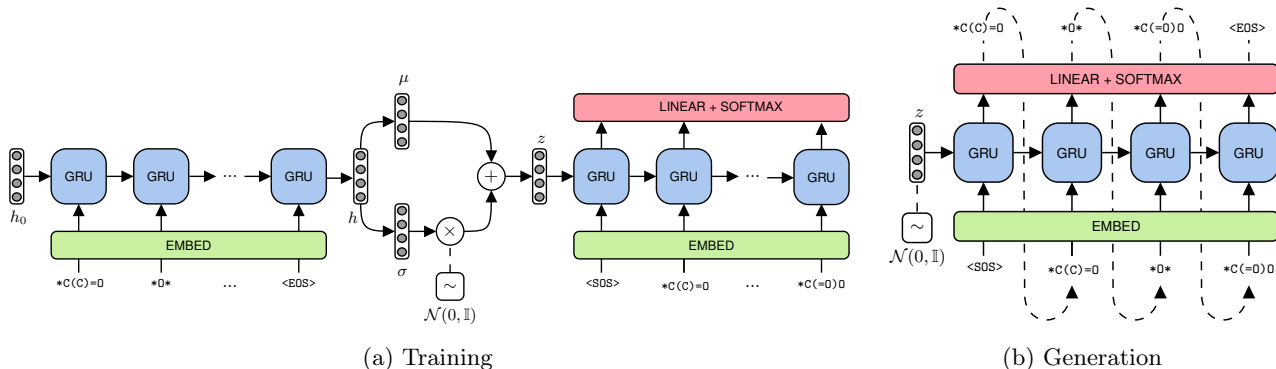 *C(C)=O *O* *C(=O)O <EOS>
μ
LINEAR + SOFTMAX LINEAR + SOFTMAX
z z
GRU GRU ... GRU GRU GRU ... GRU GRU GRU GRU GRU
+
h₀ h
×
EMBED EMBED EMBED
σ
*C(C)=O *O* ... <EOS> <SOS> *C(C)=O ... *C(=O)O <SOS> *C(C)=O *O* *C(=O)O
∼ ∼
N(0, 𝕀) N(0, 𝕀)
(a) Training (b) Generation